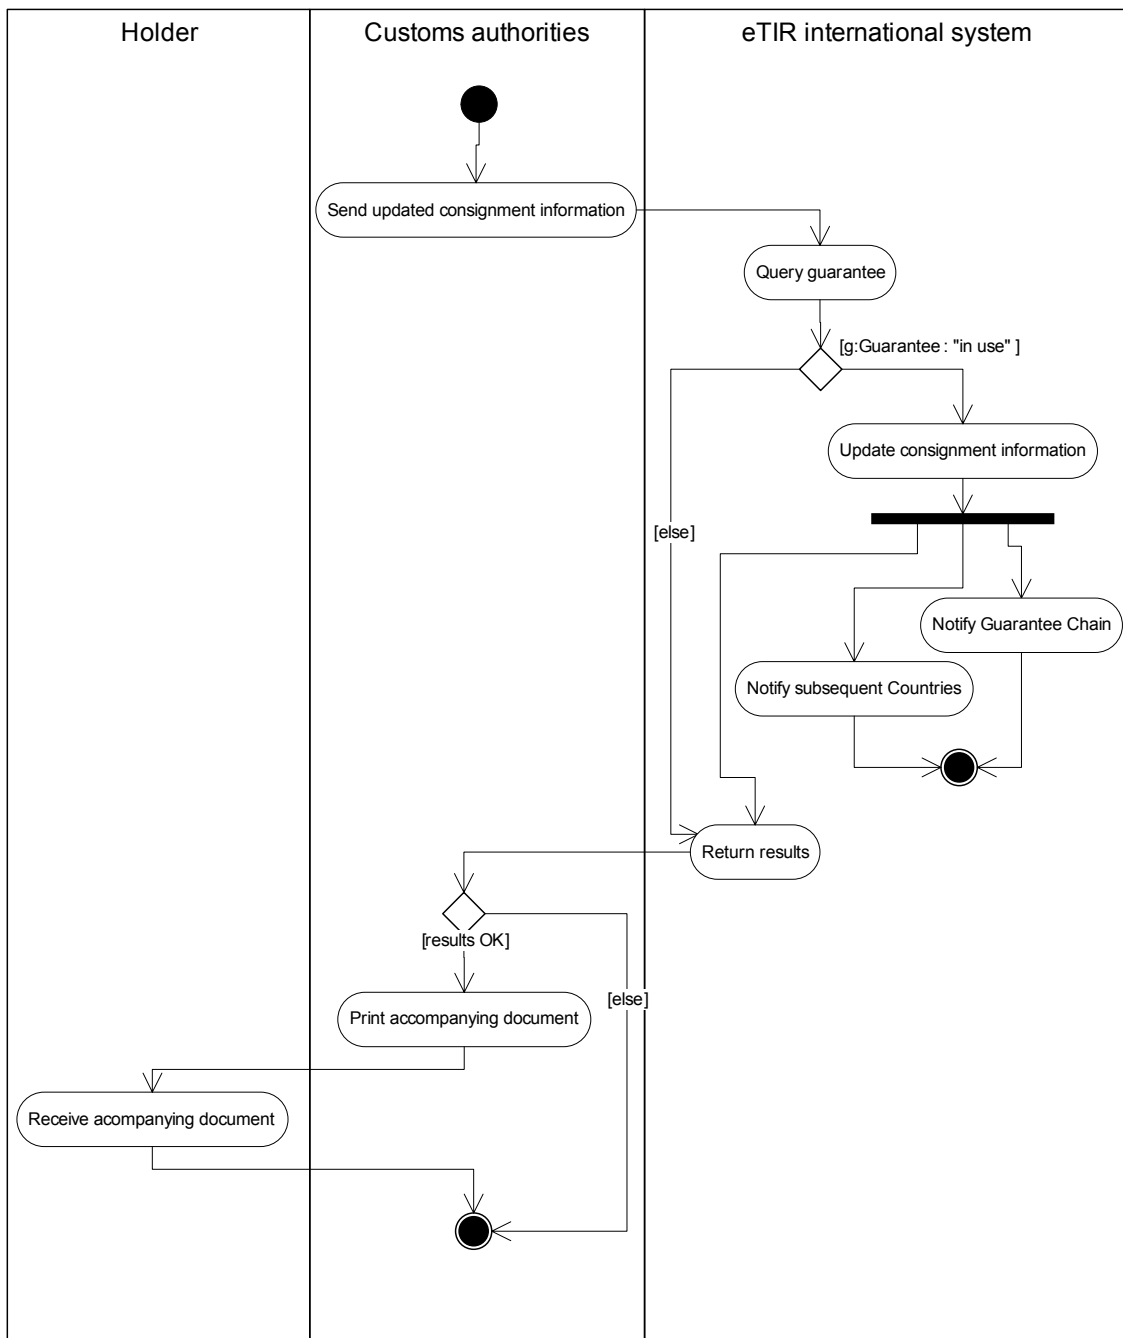 Holder
Customs authorities
eTIR international system
Send updated consignment information
Query guarantee
[g:Guarantee : "in use" ]
Update consignment information
[else]
Notify Guarantee Chain
Notify subsequent Countries
Return results
[results OK]
[else]
Print accompanying document
Receive acompanying document